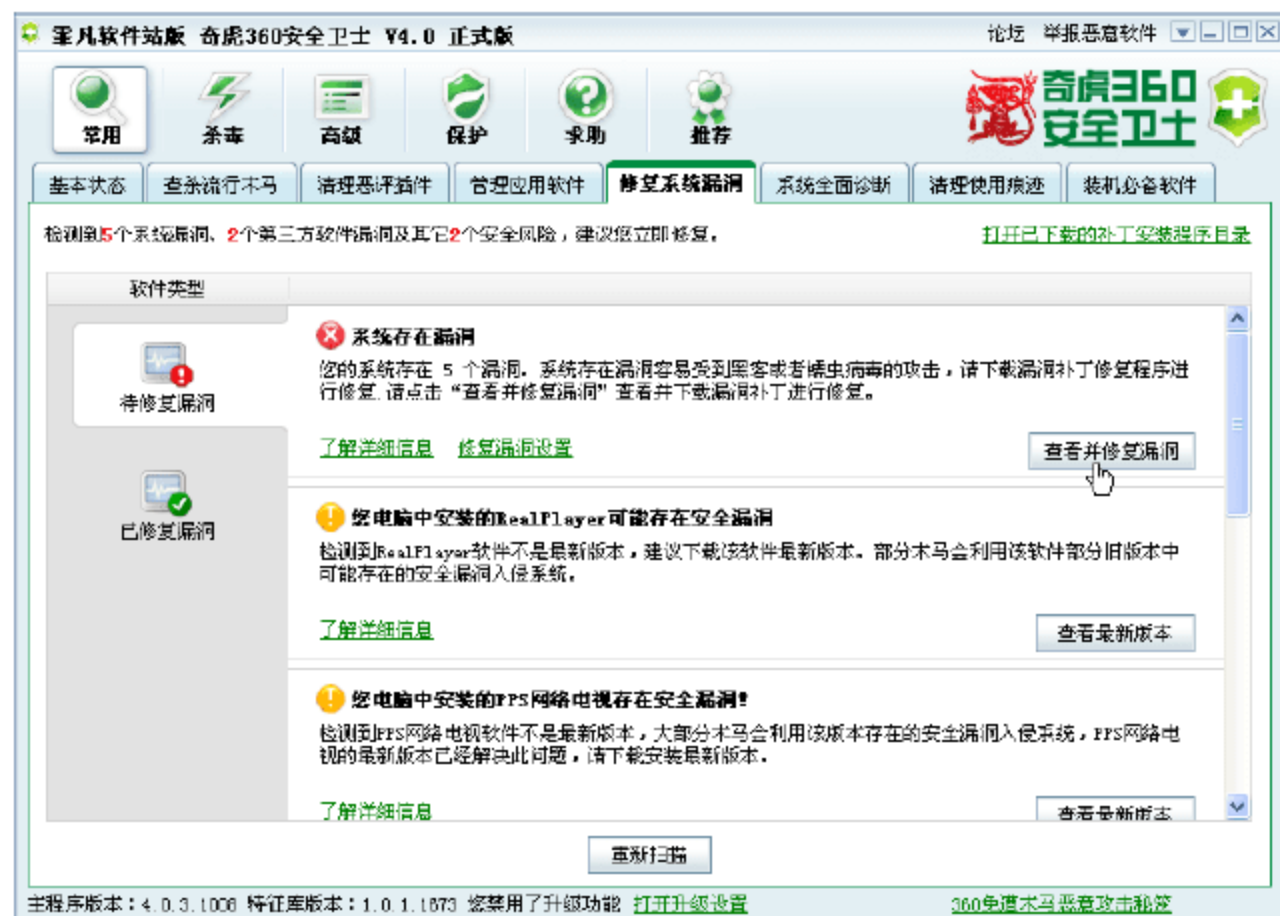 霏凡软件站版 奇虎360安全卫士 V4.0 正式版
论坛 举报恶意软件
常用 杀毒 高级 保护 求助 推荐
奇虎360
安全卫士
基本状态 查杀流行木马 清理恶评插件 管理应用软件 修复系统漏洞 系统全面诊断 清理使用痕迹 装机必备软件
检测到5个系统漏洞、2个第三方软件漏洞及其它2个安全风险，建议您立即修复。 打开已下载的补丁安装程序目录
软件类型
待修复漏洞
已修复漏洞
系统存在漏洞
您的系统存在 5 个漏洞. 系统存在漏洞容易受到黑客或者蠕虫病毒的攻击，请下载漏洞补丁修复程序进
行修复.请点击“查看并修复漏洞”查看并下载漏洞补丁进行修复。
了解详细信息 修复漏洞设置 查看并修复漏洞
您电脑中安装的RealPlayer可能存在安全漏洞
检测到RealPlayer软件不是最新版本，建议下载该软件最新版本。部分木马会利用该软件部分旧版本中
可能存在的安全漏洞入侵系统。
了解详细信息 查看最新版本
您电脑中安装的PPS网络电视存在安全漏洞!
检测到PPS网络电视软件不是最新版本，大部分木马会利用该版本存在的安全漏洞入侵系统，PPS网络电
视的最新版本已经解决此问题，请下载安装最新版本.
了解详细信息 查看最新版本
重新扫描
主程序版本：4.0.3.1006 特征库版本：1.0.1.1673 您禁用了升级功能 打开升级设置 360免遭木马恶意攻击秘笈